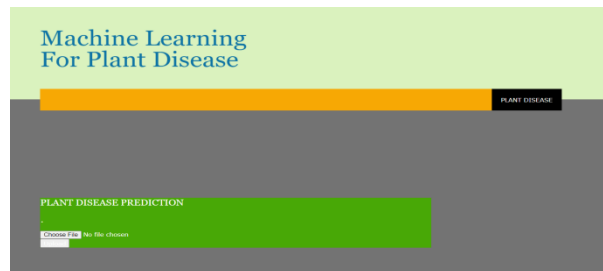 Machine Learning
For Plant Disease
PLANT DISEASE
PLANT DISEASE PREDICTION
.
Choose File No file chosen